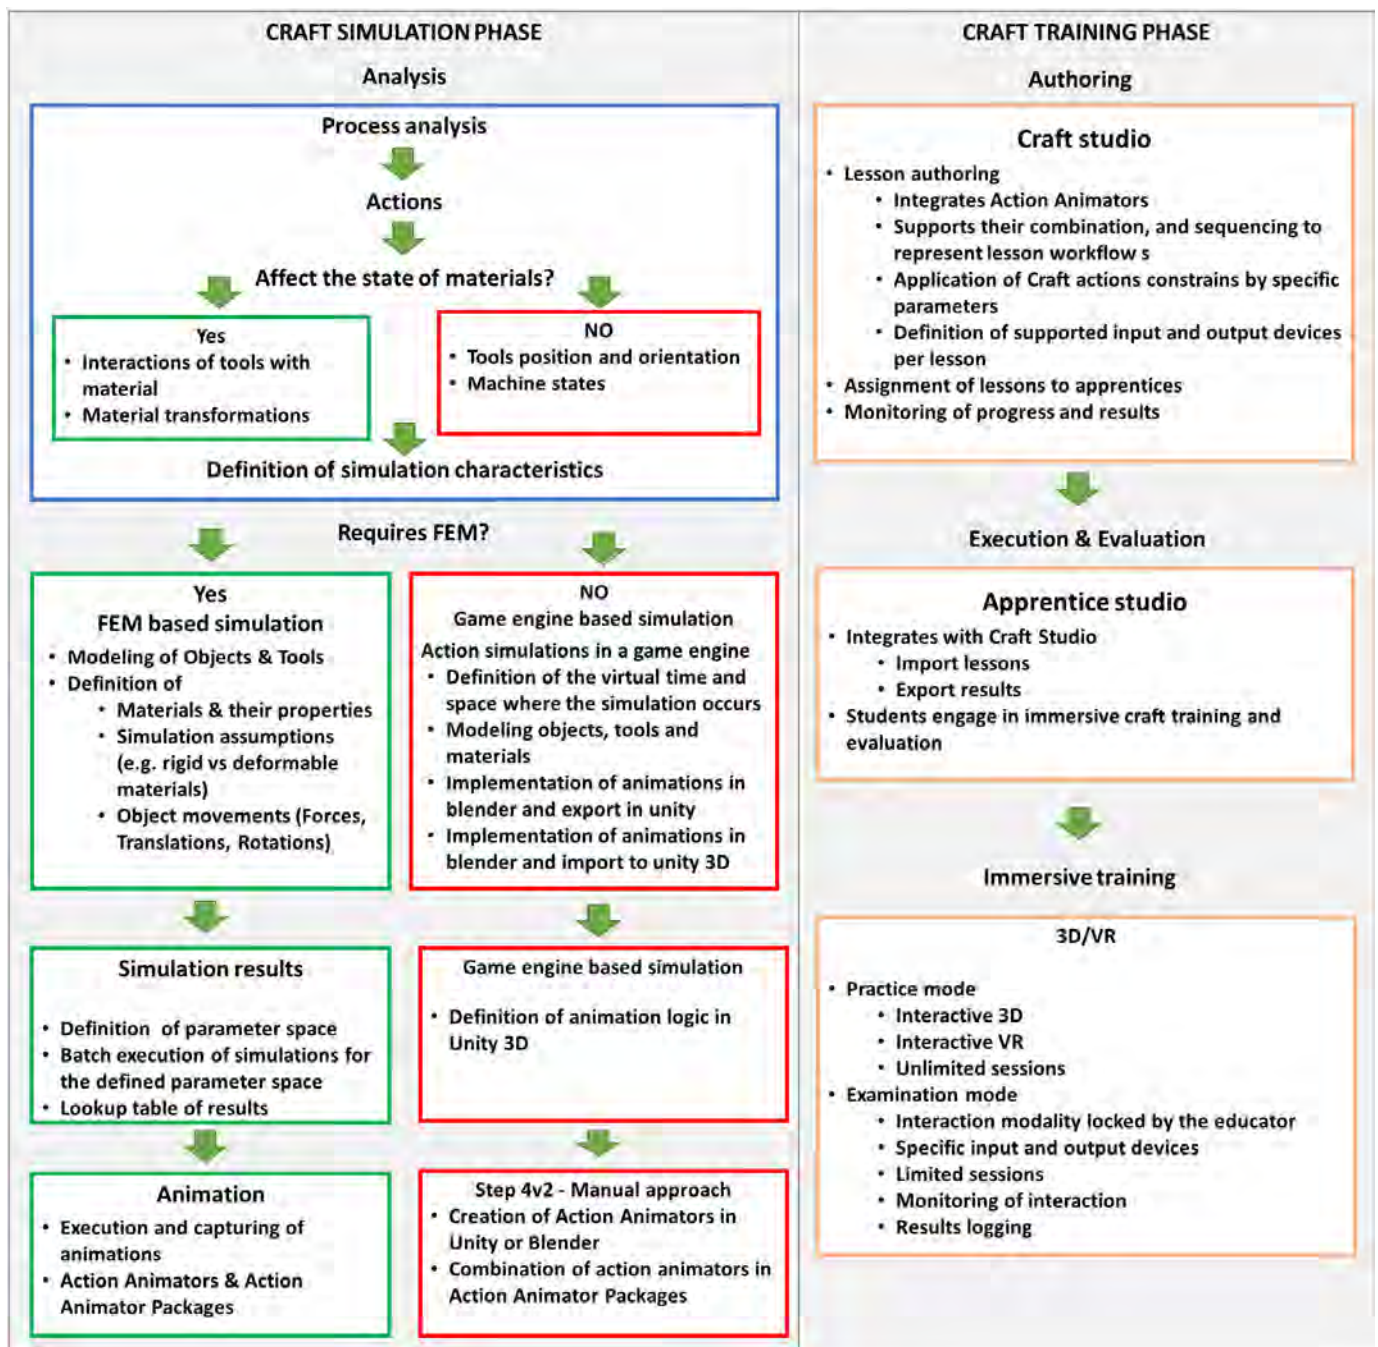 CRAFT SIMULATION PHASE
Analysis
Process analysis
Actions
Affect the state of materials?
Yes
• Interactions of tools with
material
• Material transformations
NO
• Tools position and orientation
• Machine states
Definition of simulation characteristics
Requires FEM?
Yes
FEM based simulation
• Modeling of Objects & Tools
• Definition of
• Materials & their properties
• Simulation assumptions
(e.g. rigid vs deformable
materials)
• Object movements (Forces,
Translations, Rotations)
NO
Game engine based simulation
Action simulations in a game engine
• Definition of the virtual time and
space where the simulation occurs
• Modeling objects, tools and
materials
• Implementation of animations in
blender and export in unity
• Implementation of animations in
blender and import to unity 3D
Simulation results
• Definition of parameter space
• Batch execution of simulations for
the defined parameter space
• Lookup table of results
Game engine based simulation
• Definition of animation logic in
Unity 3D
Animation
• Execution and capturing of
animations
• Action Animators & Action
Animator Packages
Step 4v2 - Manual approach
• Creation of Action Animators in
Unity or Blender
• Combination of action animators in
Action Animator Packages
CRAFT TRAINING PHASE
Authoring
Craft studio
• Lesson authoring
• Integrates Action Animators
• Supports their combination, and sequencing to
represent lesson workflow s
• Application of Craft actions constrains by specific
parameters
• Definition of supported input and output devices
per lesson
• Assignment of lessons to apprentices
• Monitoring of progress and results
Execution & Evaluation
Apprentice studio
• Integrates with Craft Studio
• Import lessons
• Export results
• Students engage in immersive craft training and
evaluation
Immersive training
3D/VR
• Practice mode
• Interactive 3D
• Interactive VR
• Unlimited sessions
• Examination mode
• Interaction modality locked by the educator
• Specific input and output devices
• Limited sessions
• Monitoring of interaction
• Results logging